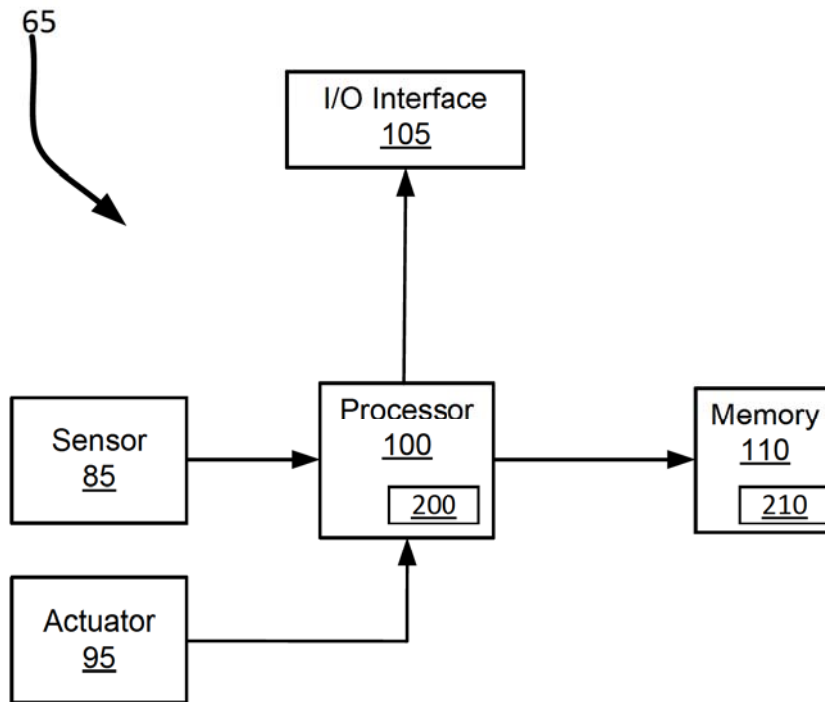 65
I/O Interface
105
Processor
100
200
Sensor
85
Memory
110
210
Actuator
95